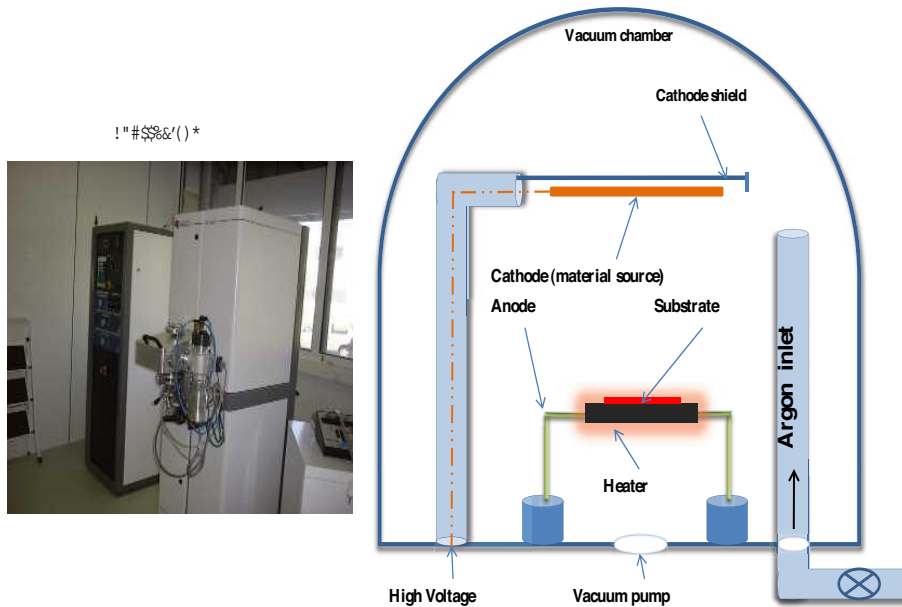 Vacuum chamber
Cathode shield
! " # $$%&'( ) *
Cathode (material source)
Anode
Substrate
Argon inlet
Heater
High Voltage
Vacuum pump